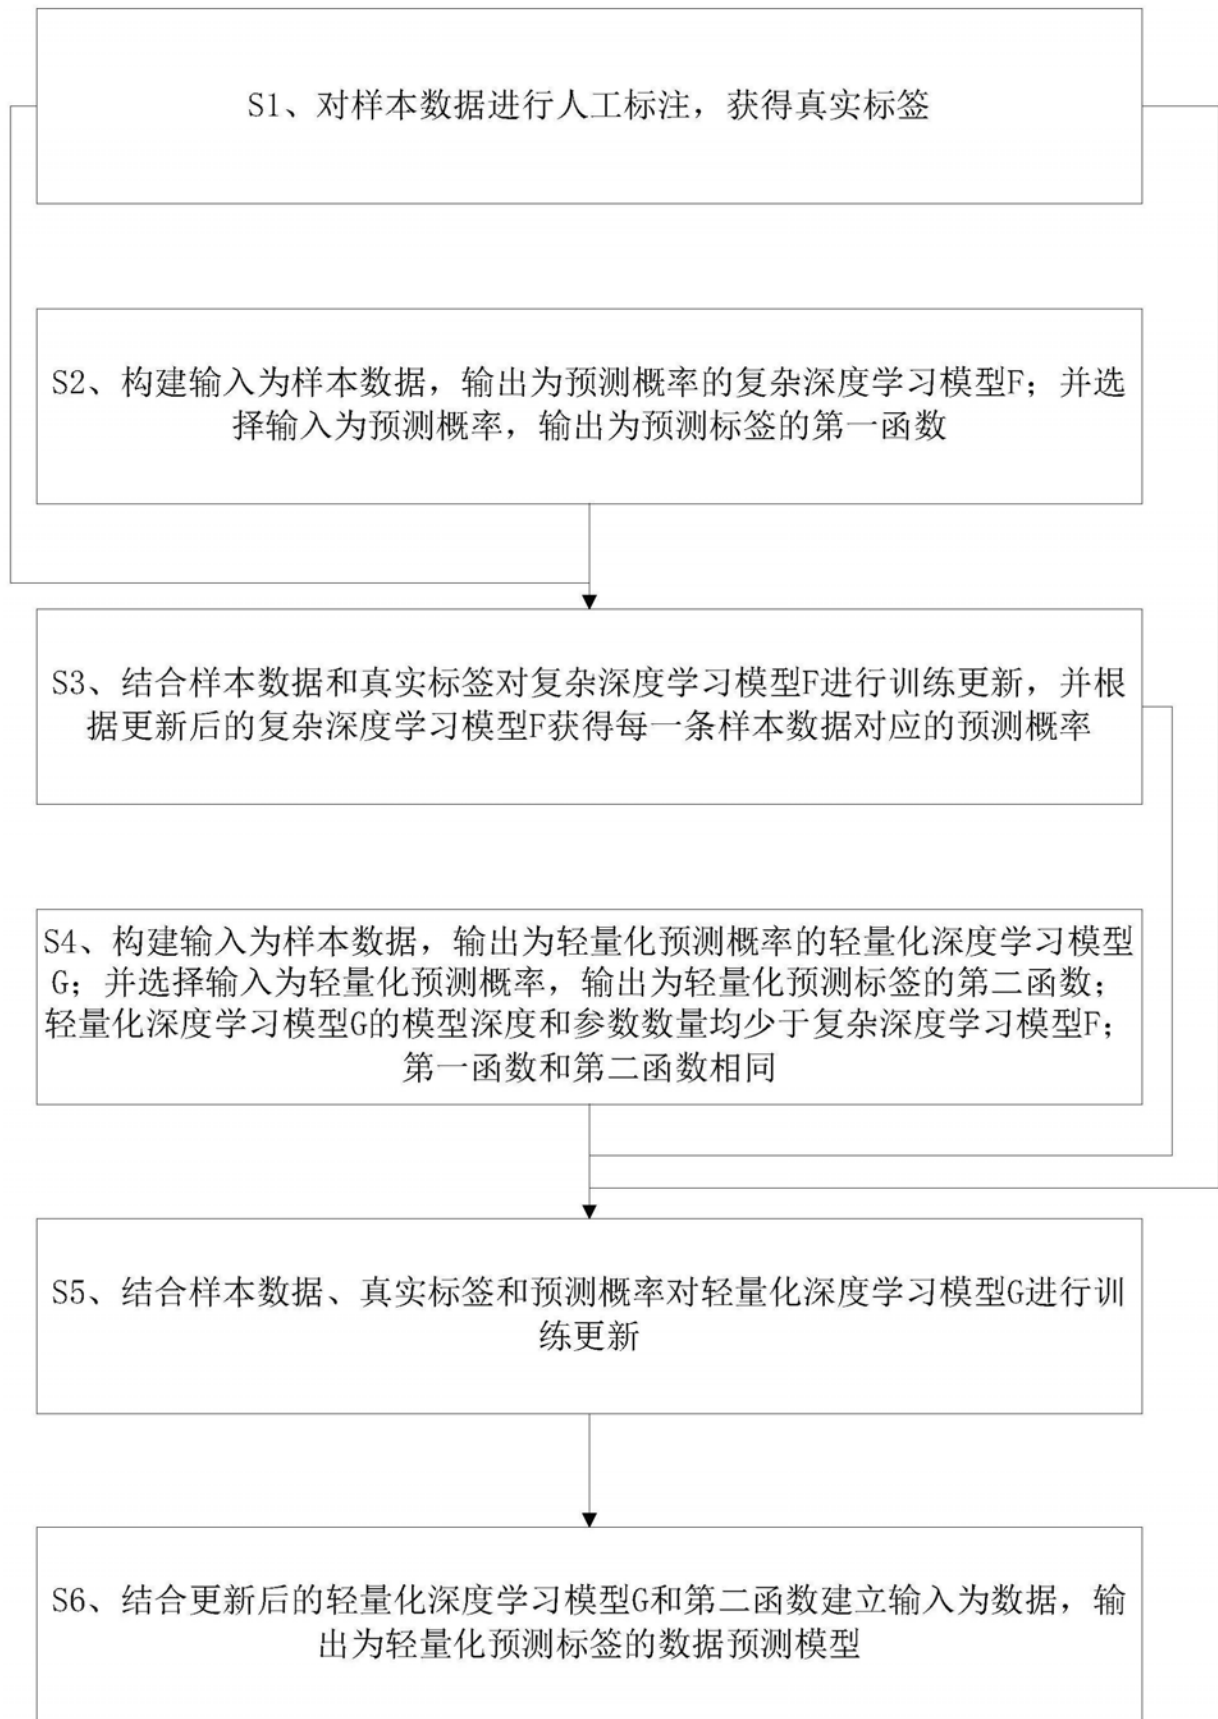 S1、对样本数据进行人工标注，获得真实标签
S2、构建输入为样本数据，输出为预测概率的复杂深度学习模型F；并选
择输入为预测概率，输出为预测标签的第一函数
S3、结合样本数据和真实标签对复杂深度学习模型F进行训练更新，并根
据更新后的复杂深度学习模型F获得每一条样本数据对应的预测概率
S4、构建输入为样本数据，输出为轻量化预测概率的轻量化深度学习模型
G；并选择输入为轻量化预测概率，输出为轻量化预测标签的第二函数；
轻量化深度学习模型G的模型深度和参数数量均少于复杂深度学习模型F；
第一函数和第二函数相同
S5、结合样本数据、真实标签和预测概率对轻量化深度学习模型G进行训
练更新
S6、结合更新后的轻量化深度学习模型G和第二函数建立输入为数据，输
出为轻量化预测标签的数据预测模型